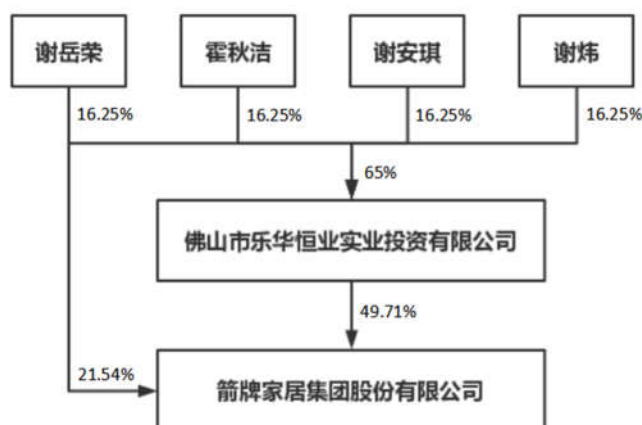 谢岳荣
霍秋洁
谢安琪
谢炜
16.25%
16.25%
16.25%
16.25%
65%
佛山市乐华恒业实业投资有限公司
49.71%
21.54%
箭牌家居集团股份有限公司